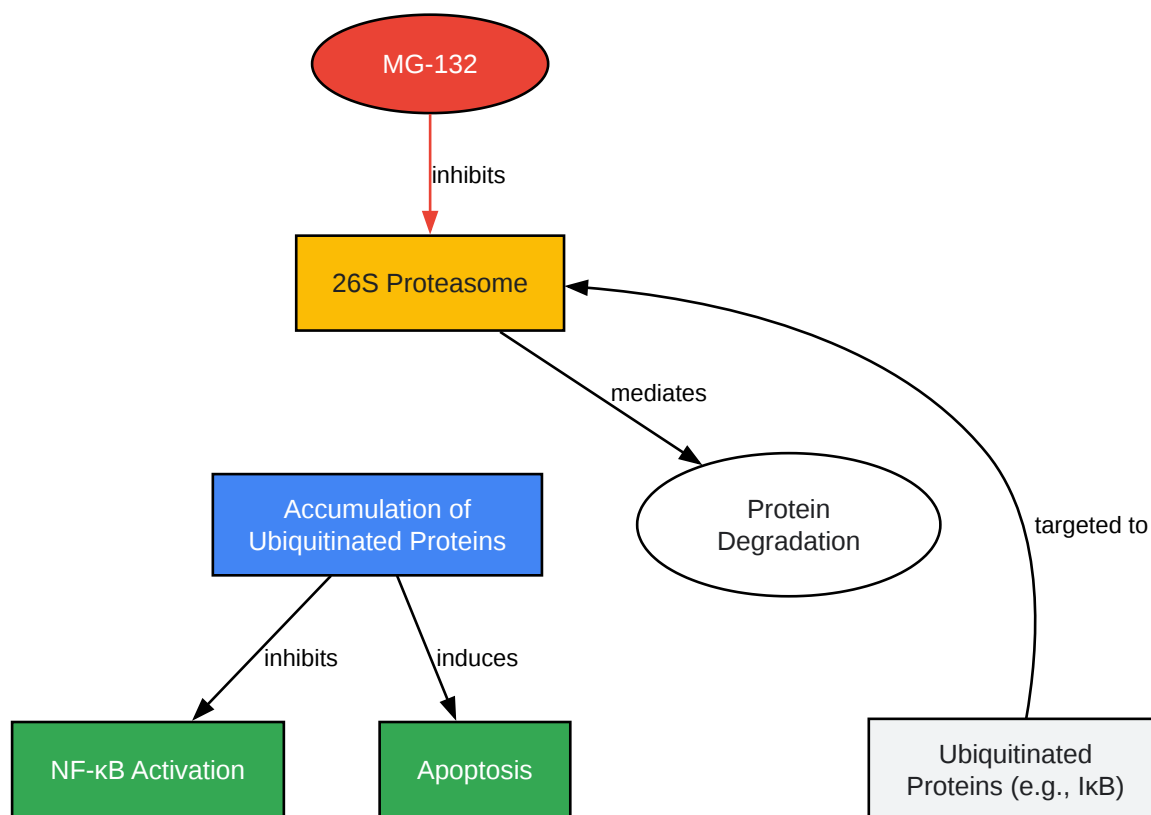 MG-132
inhibits
26S Proteasome
mediates
Accumulation of
Ubiquitinated Proteins
Protein
Degradation
targeted to
inhibits
induces
NF-κB Activation
Apoptosis
Ubiquitinated
Proteins (e.g., IκB)